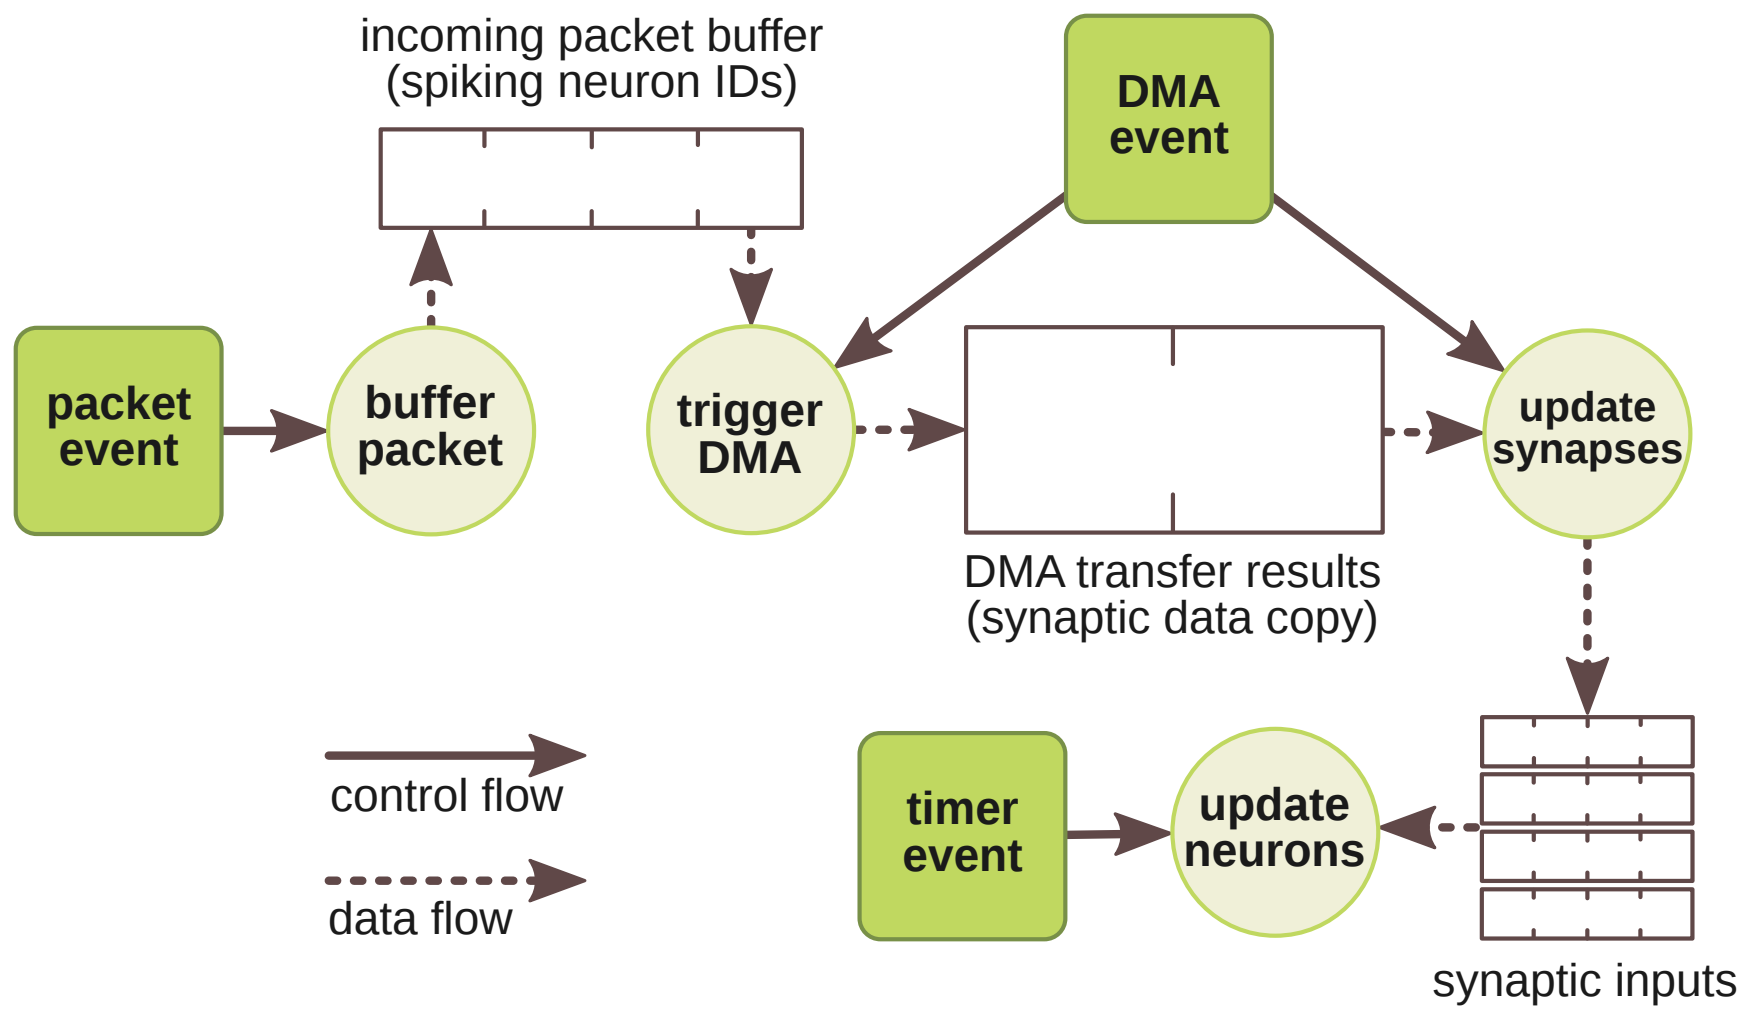 incoming packet buffer
(spiking neuron IDs)
DMA
event
packet
event
buffer
packet
trigger
DMA
update
synapses
DMA transfer results
(synaptic data copy)
control flow
data flow
timer
event
update
neurons
synaptic inputs